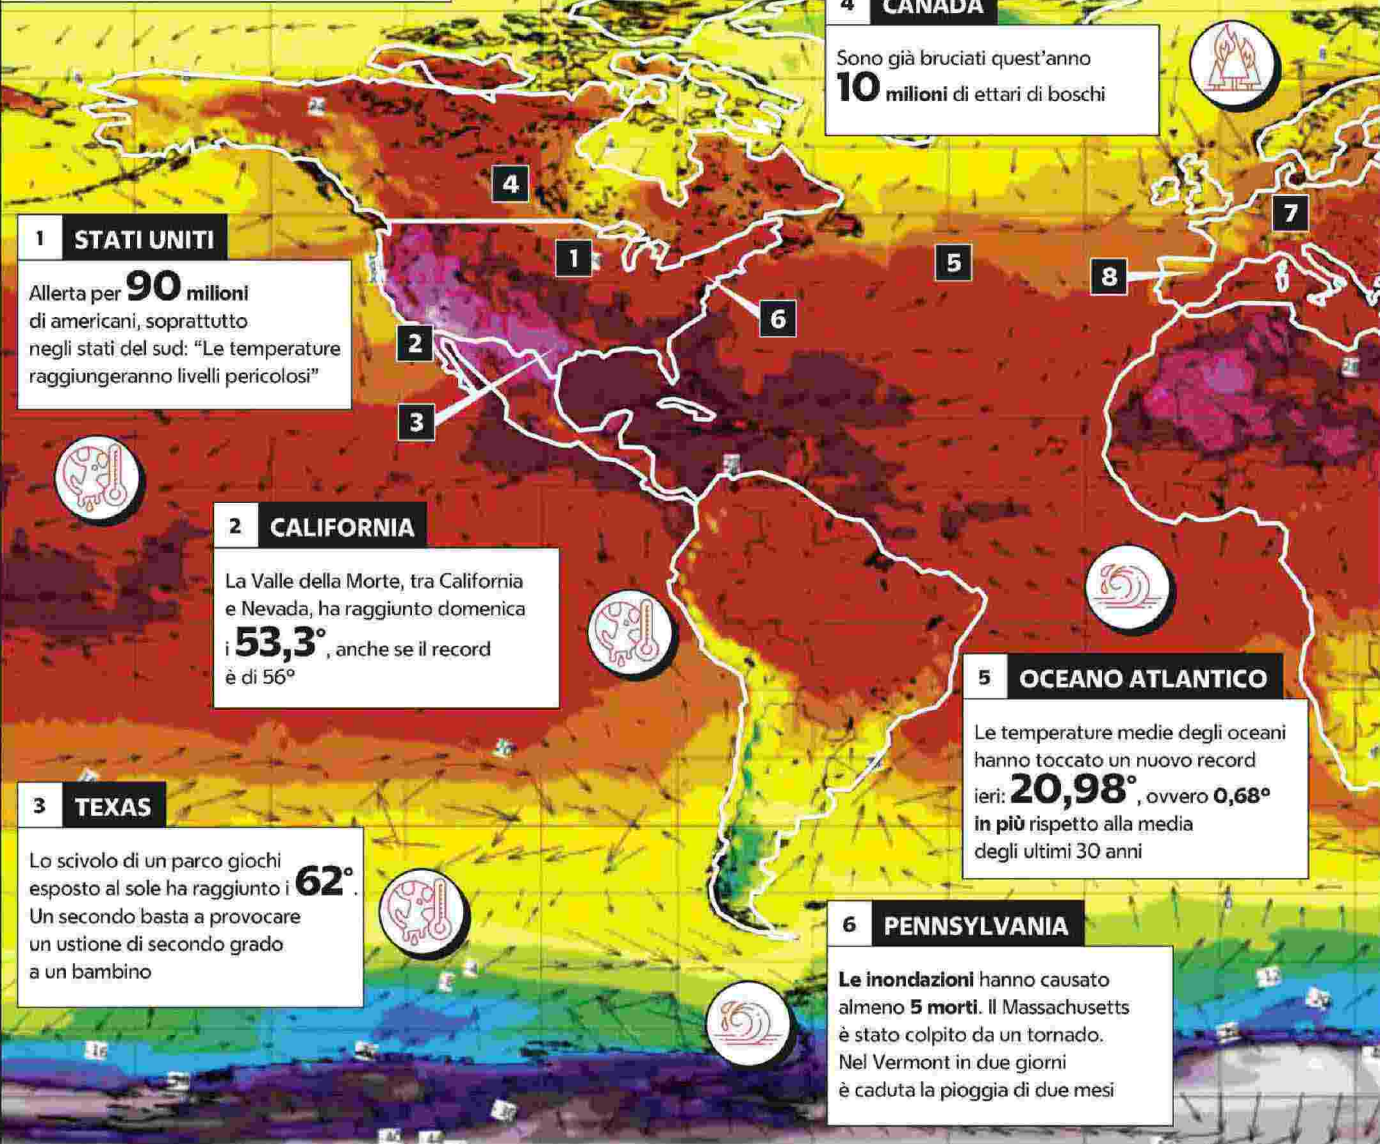 4 CANADA
Sono già bruciati quest'anno
10 milioni di ettari di boschi
4
1
5
7
8
6
2
3
1 STATI UNITI
Allerta per 90 milioni
di americani, soprattutto
negli stati del sud: “Le temperature
raggiungeranno livelli pericolosi”
2 CALIFORNIA
La Valle della Morte, tra California
e Nevada, ha raggiunto domenica
i 53,3°, anche se il record
è di 56°
3 TEXAS
Lo scivolo di un parco giochi
esposto al sole ha raggiunto i 62°.
Un secondo basta a provocare
un ustione di secondo grado
a un bambino
5 OCEANO ATLANTICO
Le temperature medie degli oceani
hanno toccato un nuovo record
ieri: 20,98°, ovvero 0,68°
in più rispetto alla media
degli ultimi 30 anni
6 PENNSYLVANIA
Le inondazioni hanno causato
almeno 5 morti. Il Massachusetts
è stato colpito da un tornado.
Nel Vermont in due giorni
è caduta la pioggia di due mesi